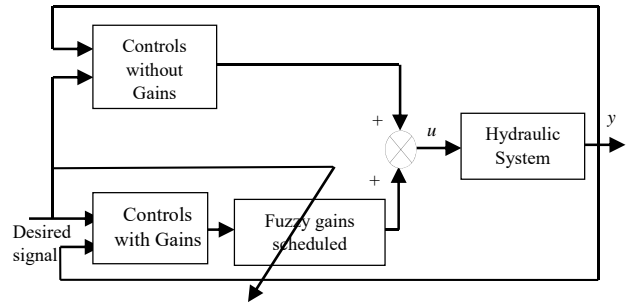 Controls
without
Gains
+
u
y
Hydraulic
System
+
Desired
signal
Controls
with Gains
Fuzzy gains
scheduled